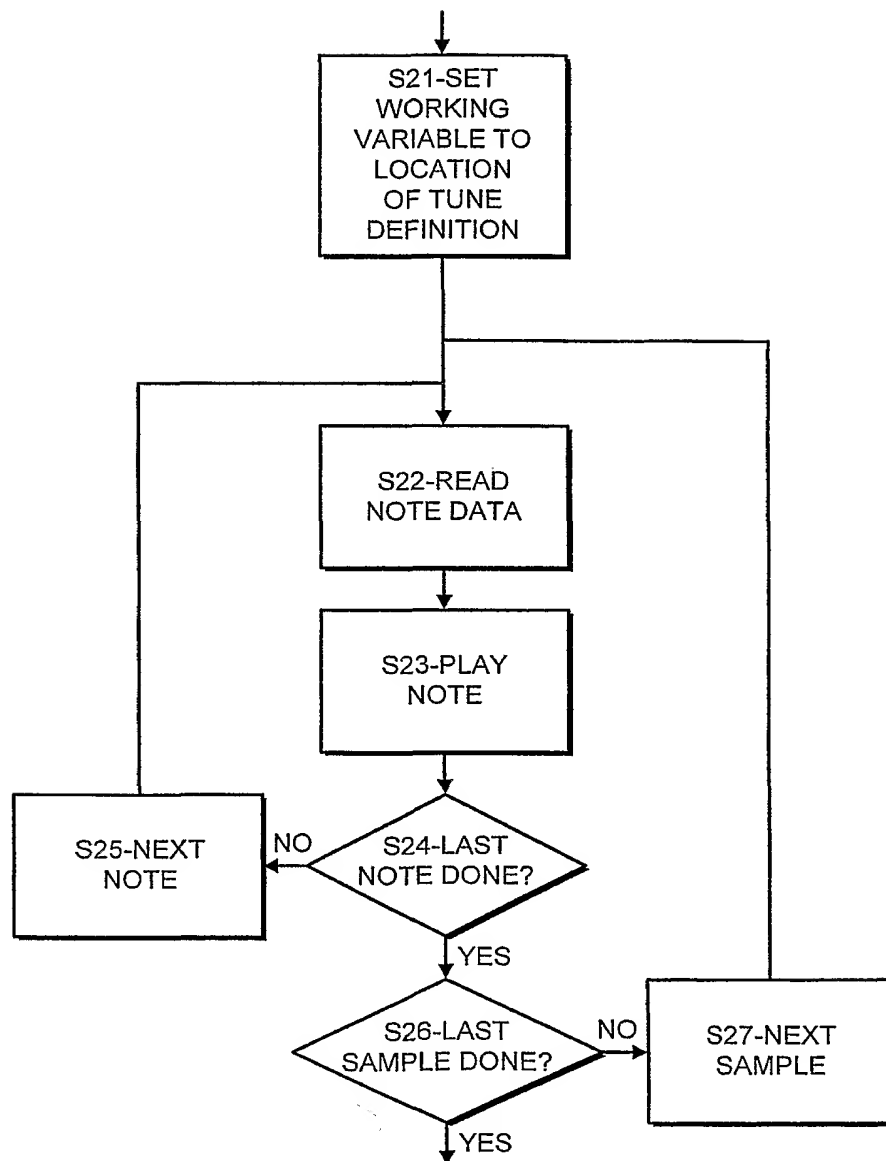 S21-SET
WORKING
VARIABLE TO
LOCATION
OF TUNE
DEFINITION
S22-READ
NOTE DATA
S23-PLAY
NOTE
S24-LAST
NOTE DONE?
NO
S25-NEXT
NOTE
YES
S26-LAST
SAMPLE DONE?
NO
S27-NEXT
SAMPLE
YES